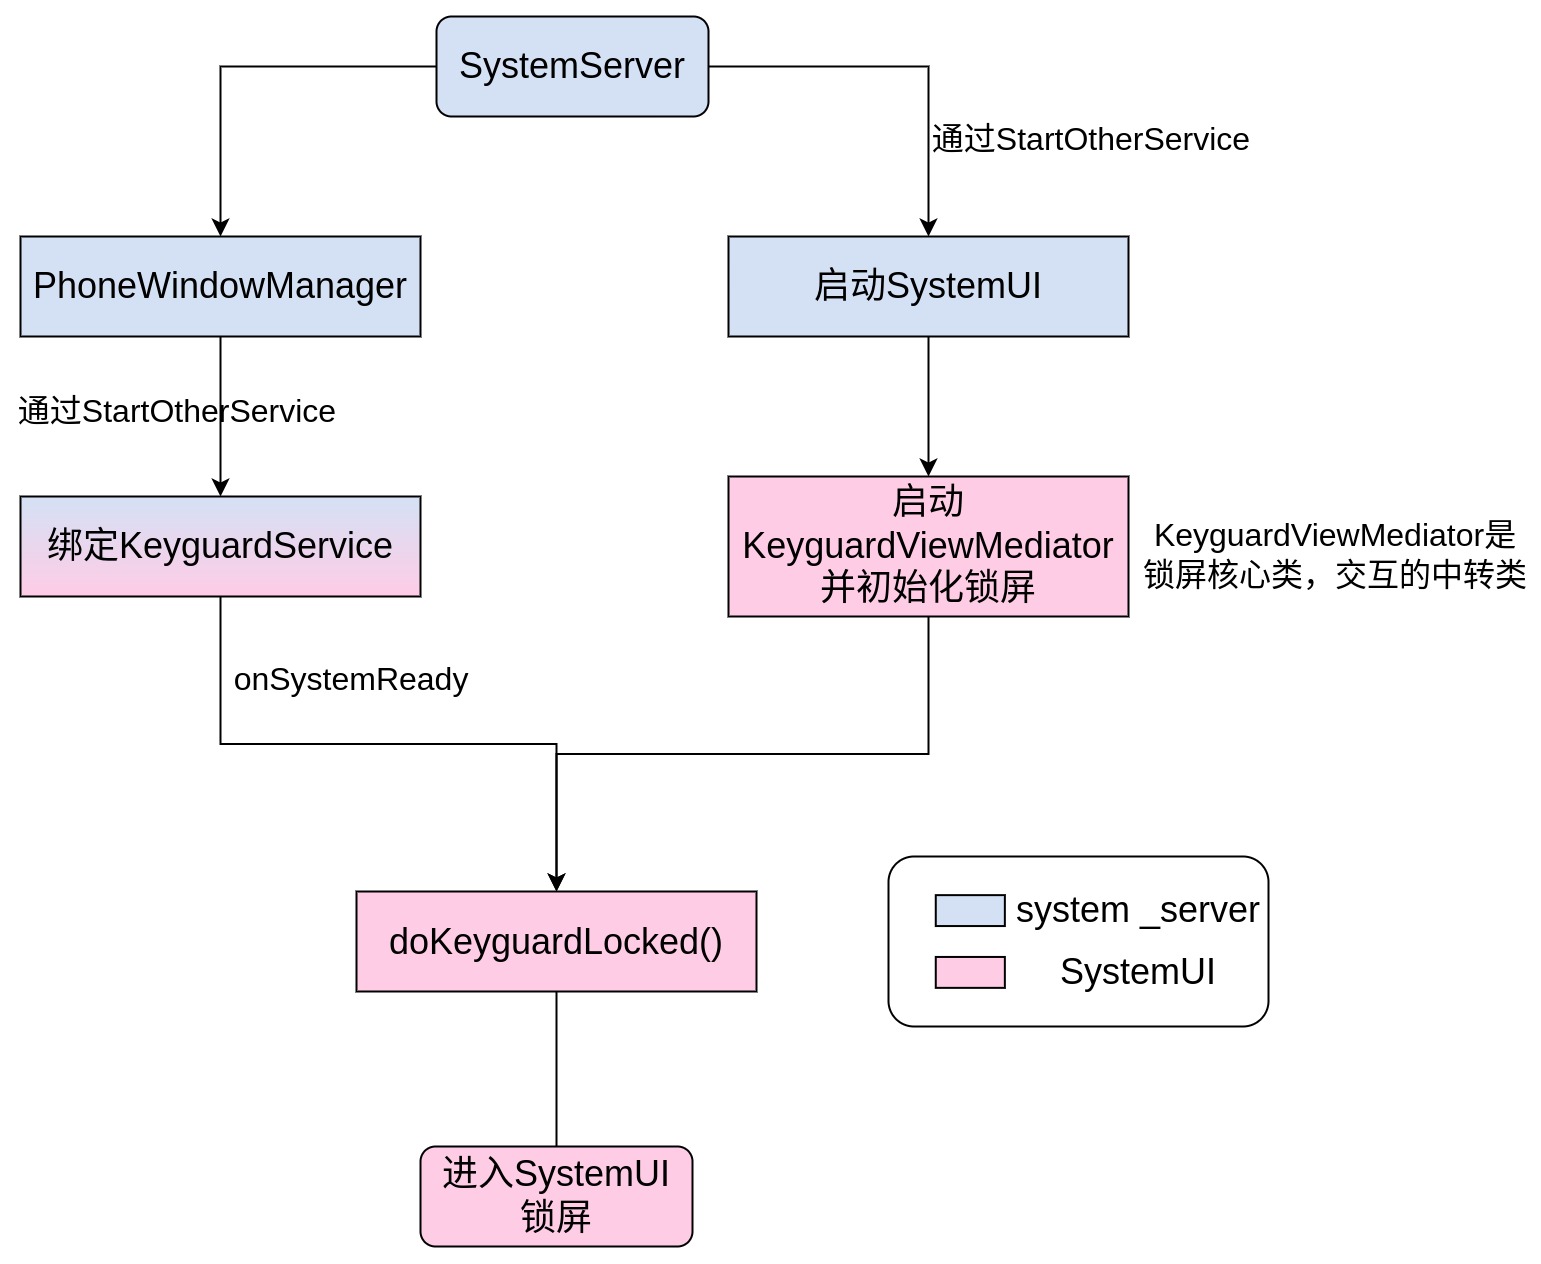 SystemServer
通过StartOtherService
PhoneWindowManager
启动SystemUI
通过StartOtherService
绑定KeyguardService
启动
KeyguardViewMediator
并初始化锁屏
KeyguardViewMediator是
锁屏核心类，交互的中转类
onSystemReady
doKeyguardLocked()
system _server
SystemUI
进入SystemUI
锁屏